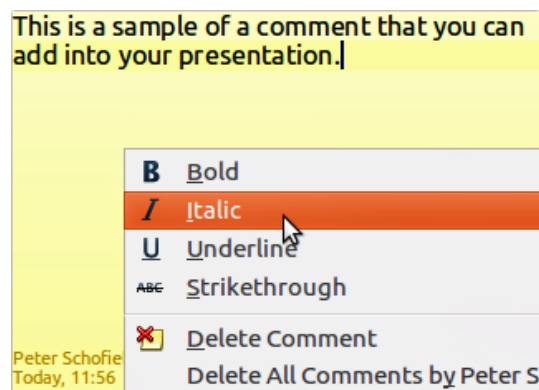 This is a sample of a comment that you can
add into your presentation.
B Bold
I Italic
U Underline
ABC Strikethrough
Delete Comment
Peter Schofie
Today, 11:56
Delete All Comments by Peter S